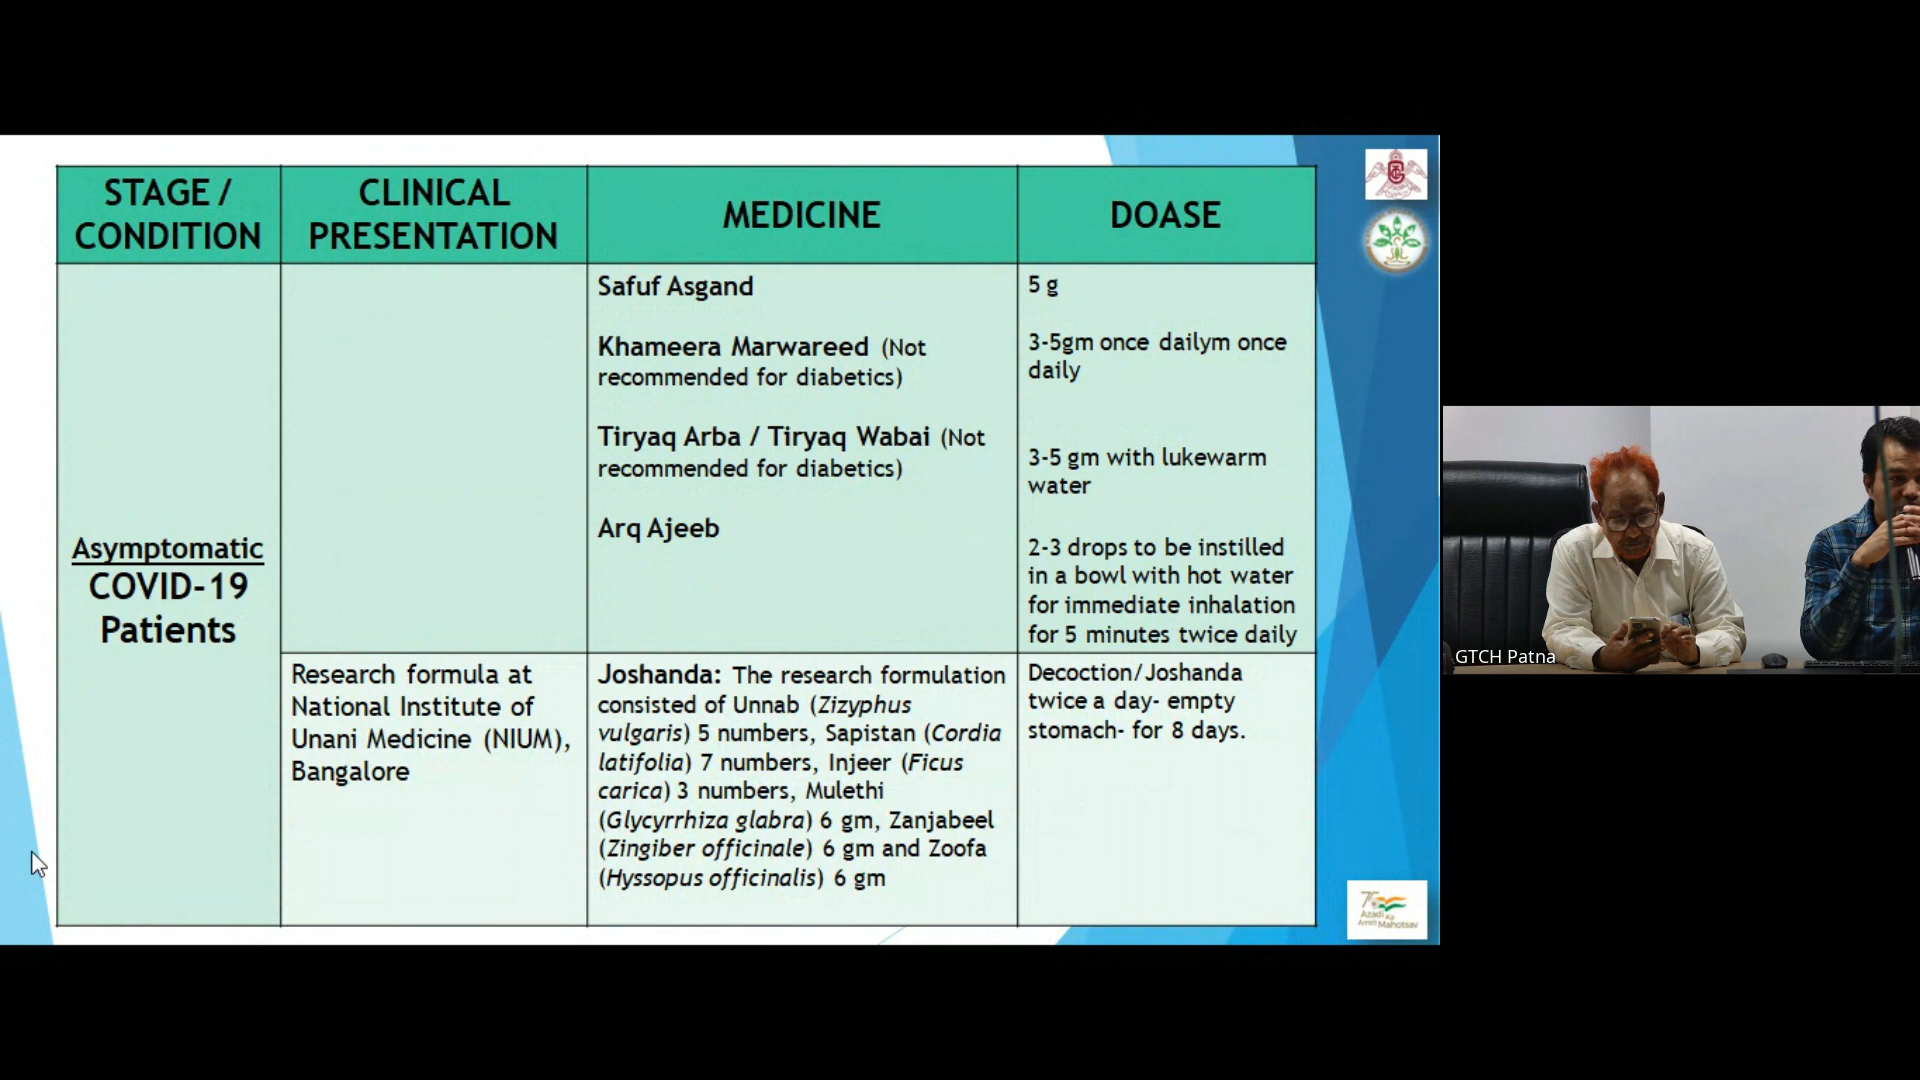 STAGE /
CONDITION
CLINICAL
PRESENTATION
MEDICINE
DOASE
Asymptomatic
COVID-19
Patients
Safuf Asgand
Khameera Marwareed (Not
recommended for diabetics)
Tiryaq Arba / Tiryaq Wabai (Not
recommended for diabetics)
Arq Ajeeb
5 g
3-5gm once dailym once
daily
3-5 gm with lukewarm
water
2-3 drops to be instilled
in a bowl with hot water
for immediate inhalation
for 5 minutes twice daily
Research formula at
National Institute of
Unani Medicine (NIUM),
Bangalore
Joshanda: The research formulation
consisted of Unnab (Zizyphus
vulgaris) 5 numbers, Sapistan (Cordia
latifolia) 7 numbers, Injeer (Ficus
carica) 3 numbers, Mulethi
(Glycyrrhiza glabra) 6 gm, Zanjabeel
(Zingiber officinale) 6 gm and Zoofa
(Hyssopus officinalis) 6 gm
Decoction/Joshanda
twice a day- empty
stomach- for 8 days.
Azadi Ka
Amrit Mahotsav
GTCH Patna